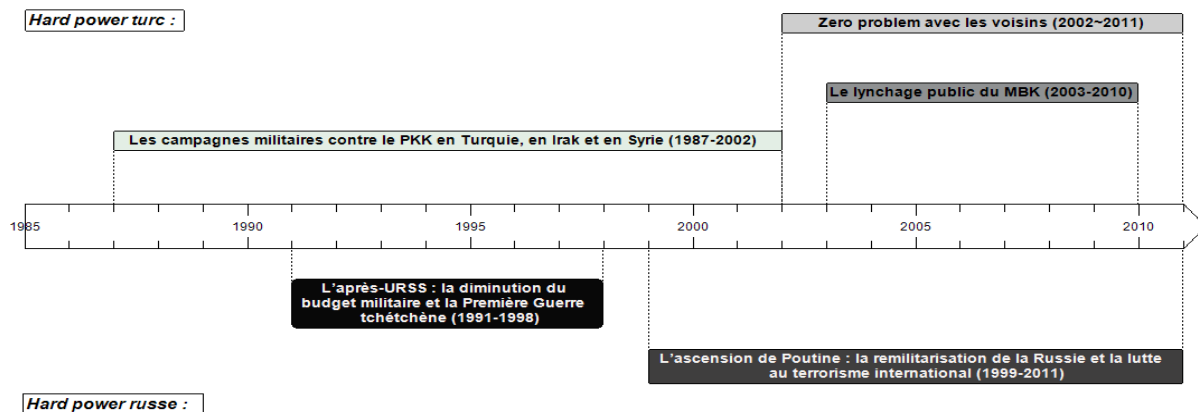 Hard power turc :
Zero problem avec les voisins (2002~2011)
Le lynchage public du MBK (2003-2010)
Les campagnes militaires contre le PKK en Turquie, en Irak et en Syrie (1987-2002)
1985 1990 1995 2000 2005 2010
L'après-URSS : la diminution du
budget militaire et la Première Guerre
tchétchène (1991-1998)
L'ascension de Poutine : la remilitarisation de la Russie et la lutte
au terrorisme international (1999-2011)
Hard power russe :